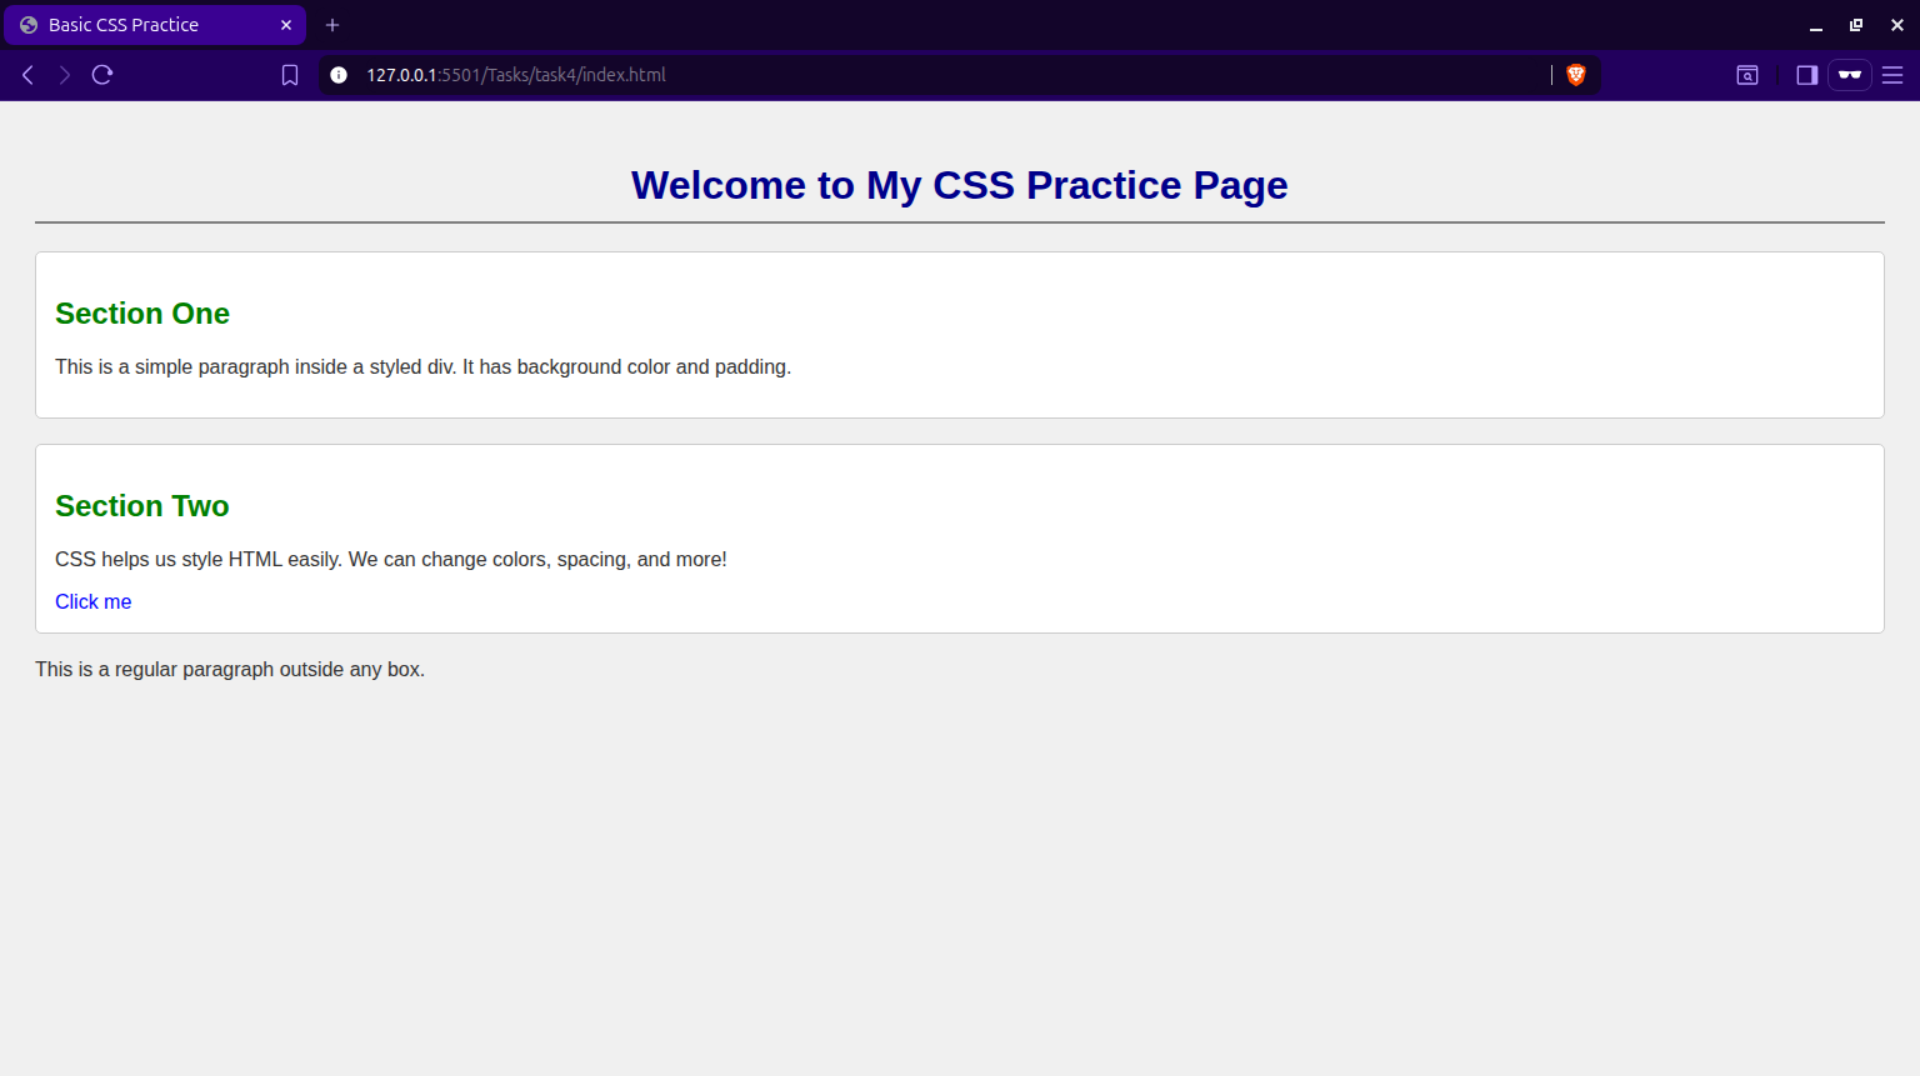 Basic CSS Practice
127.0.0.1:5501/Tasks/task4/index.html
Welcome to My CSS Practice Page
Section One
This is a simple paragraph inside a styled div. It has background color and padding.
Section Two
CSS helps us style HTML easily. We can change colors, spacing, and more!
Click me
This is a regular paragraph outside any box.